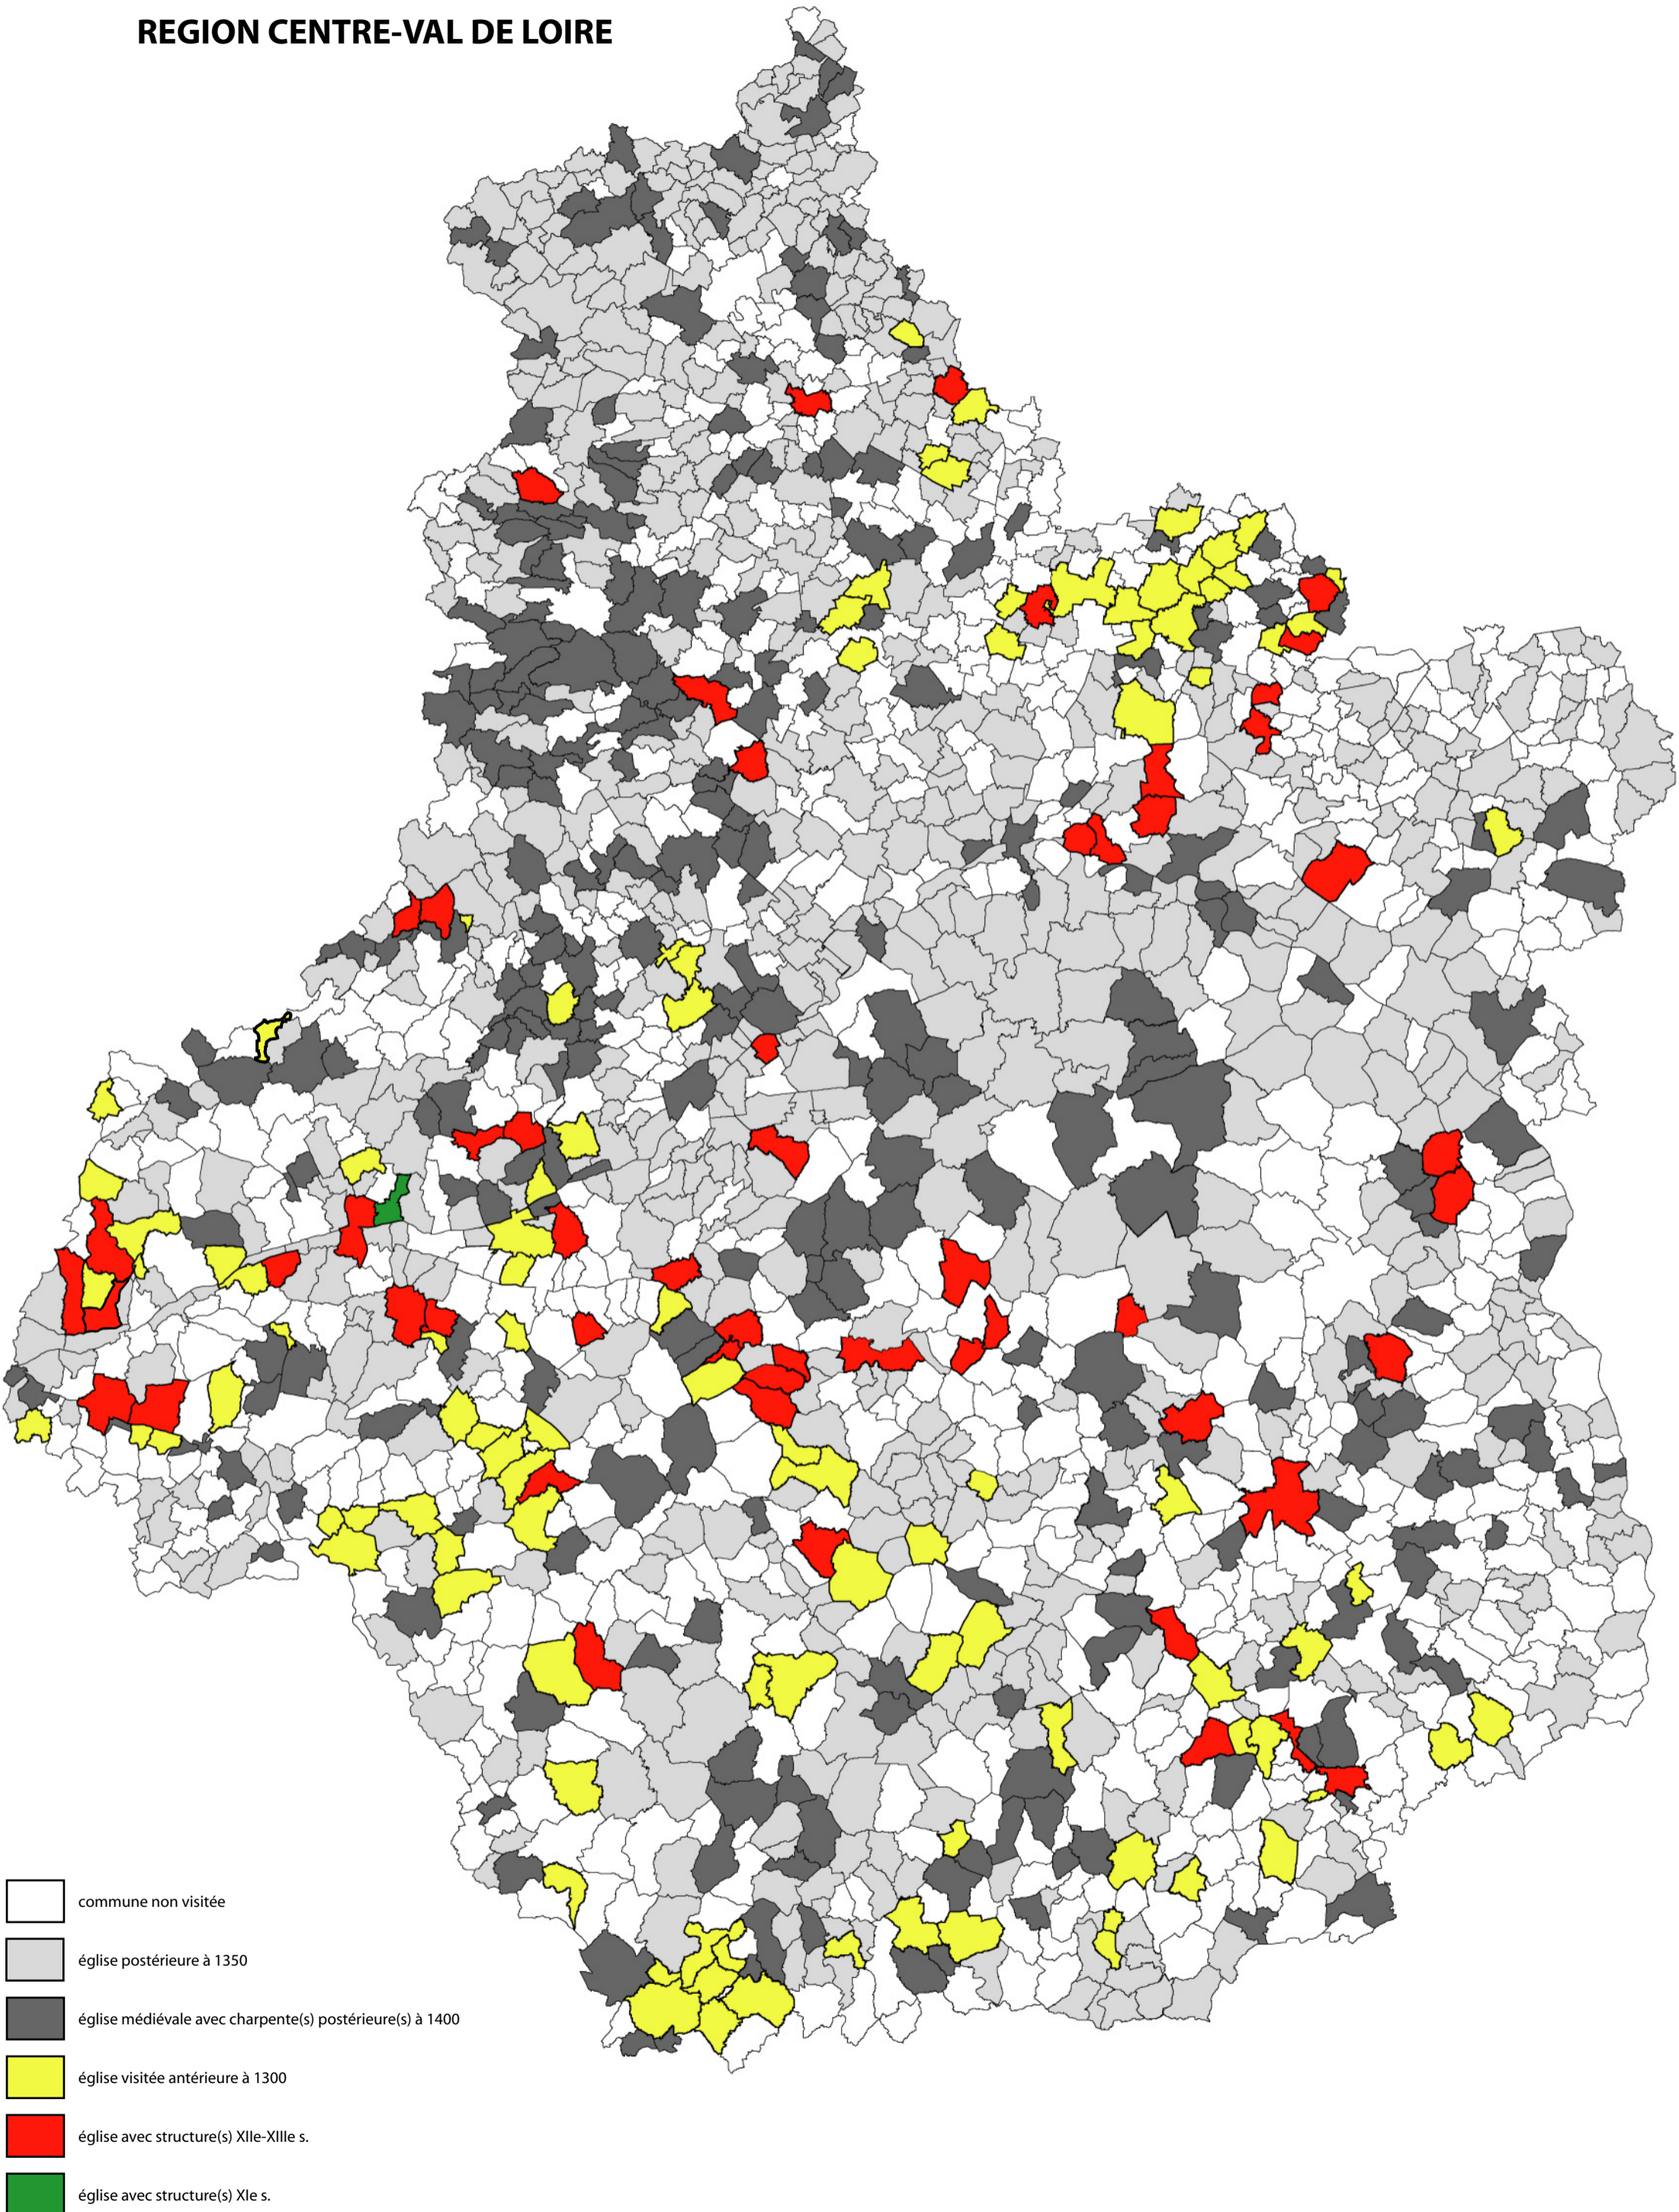 REGION CENTRE-VAL DE LOIRE
commune non visitée
église postérieure à 1350
église médiévale avec charpente(s) postérieure(s) à 1400
église visitée antérieure à 1300
église avec structure(s) XIIe-XIIIe s.
église avec structure(s) XIe s.